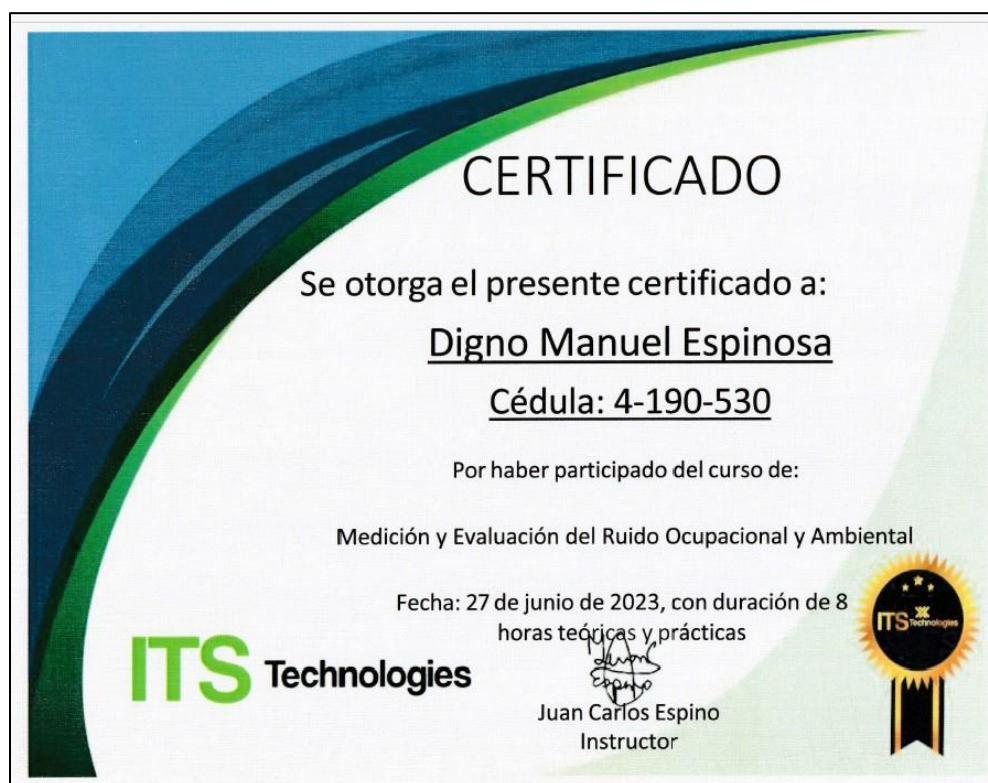 CERTIFICADO
Se otorga el presente certificado a:
Digno Manuel Espinosa
Cédula: 4-190-530
Por haber participado del curso de:
Medición y Evaluación del Ruido Ocupacional y Ambiental
Fecha: 27 de junio de 2023, con duración de 8
horas teóricas y prácticas
ITS Technologies
Juan Carlos Espino
Instructor
ITS Technologies